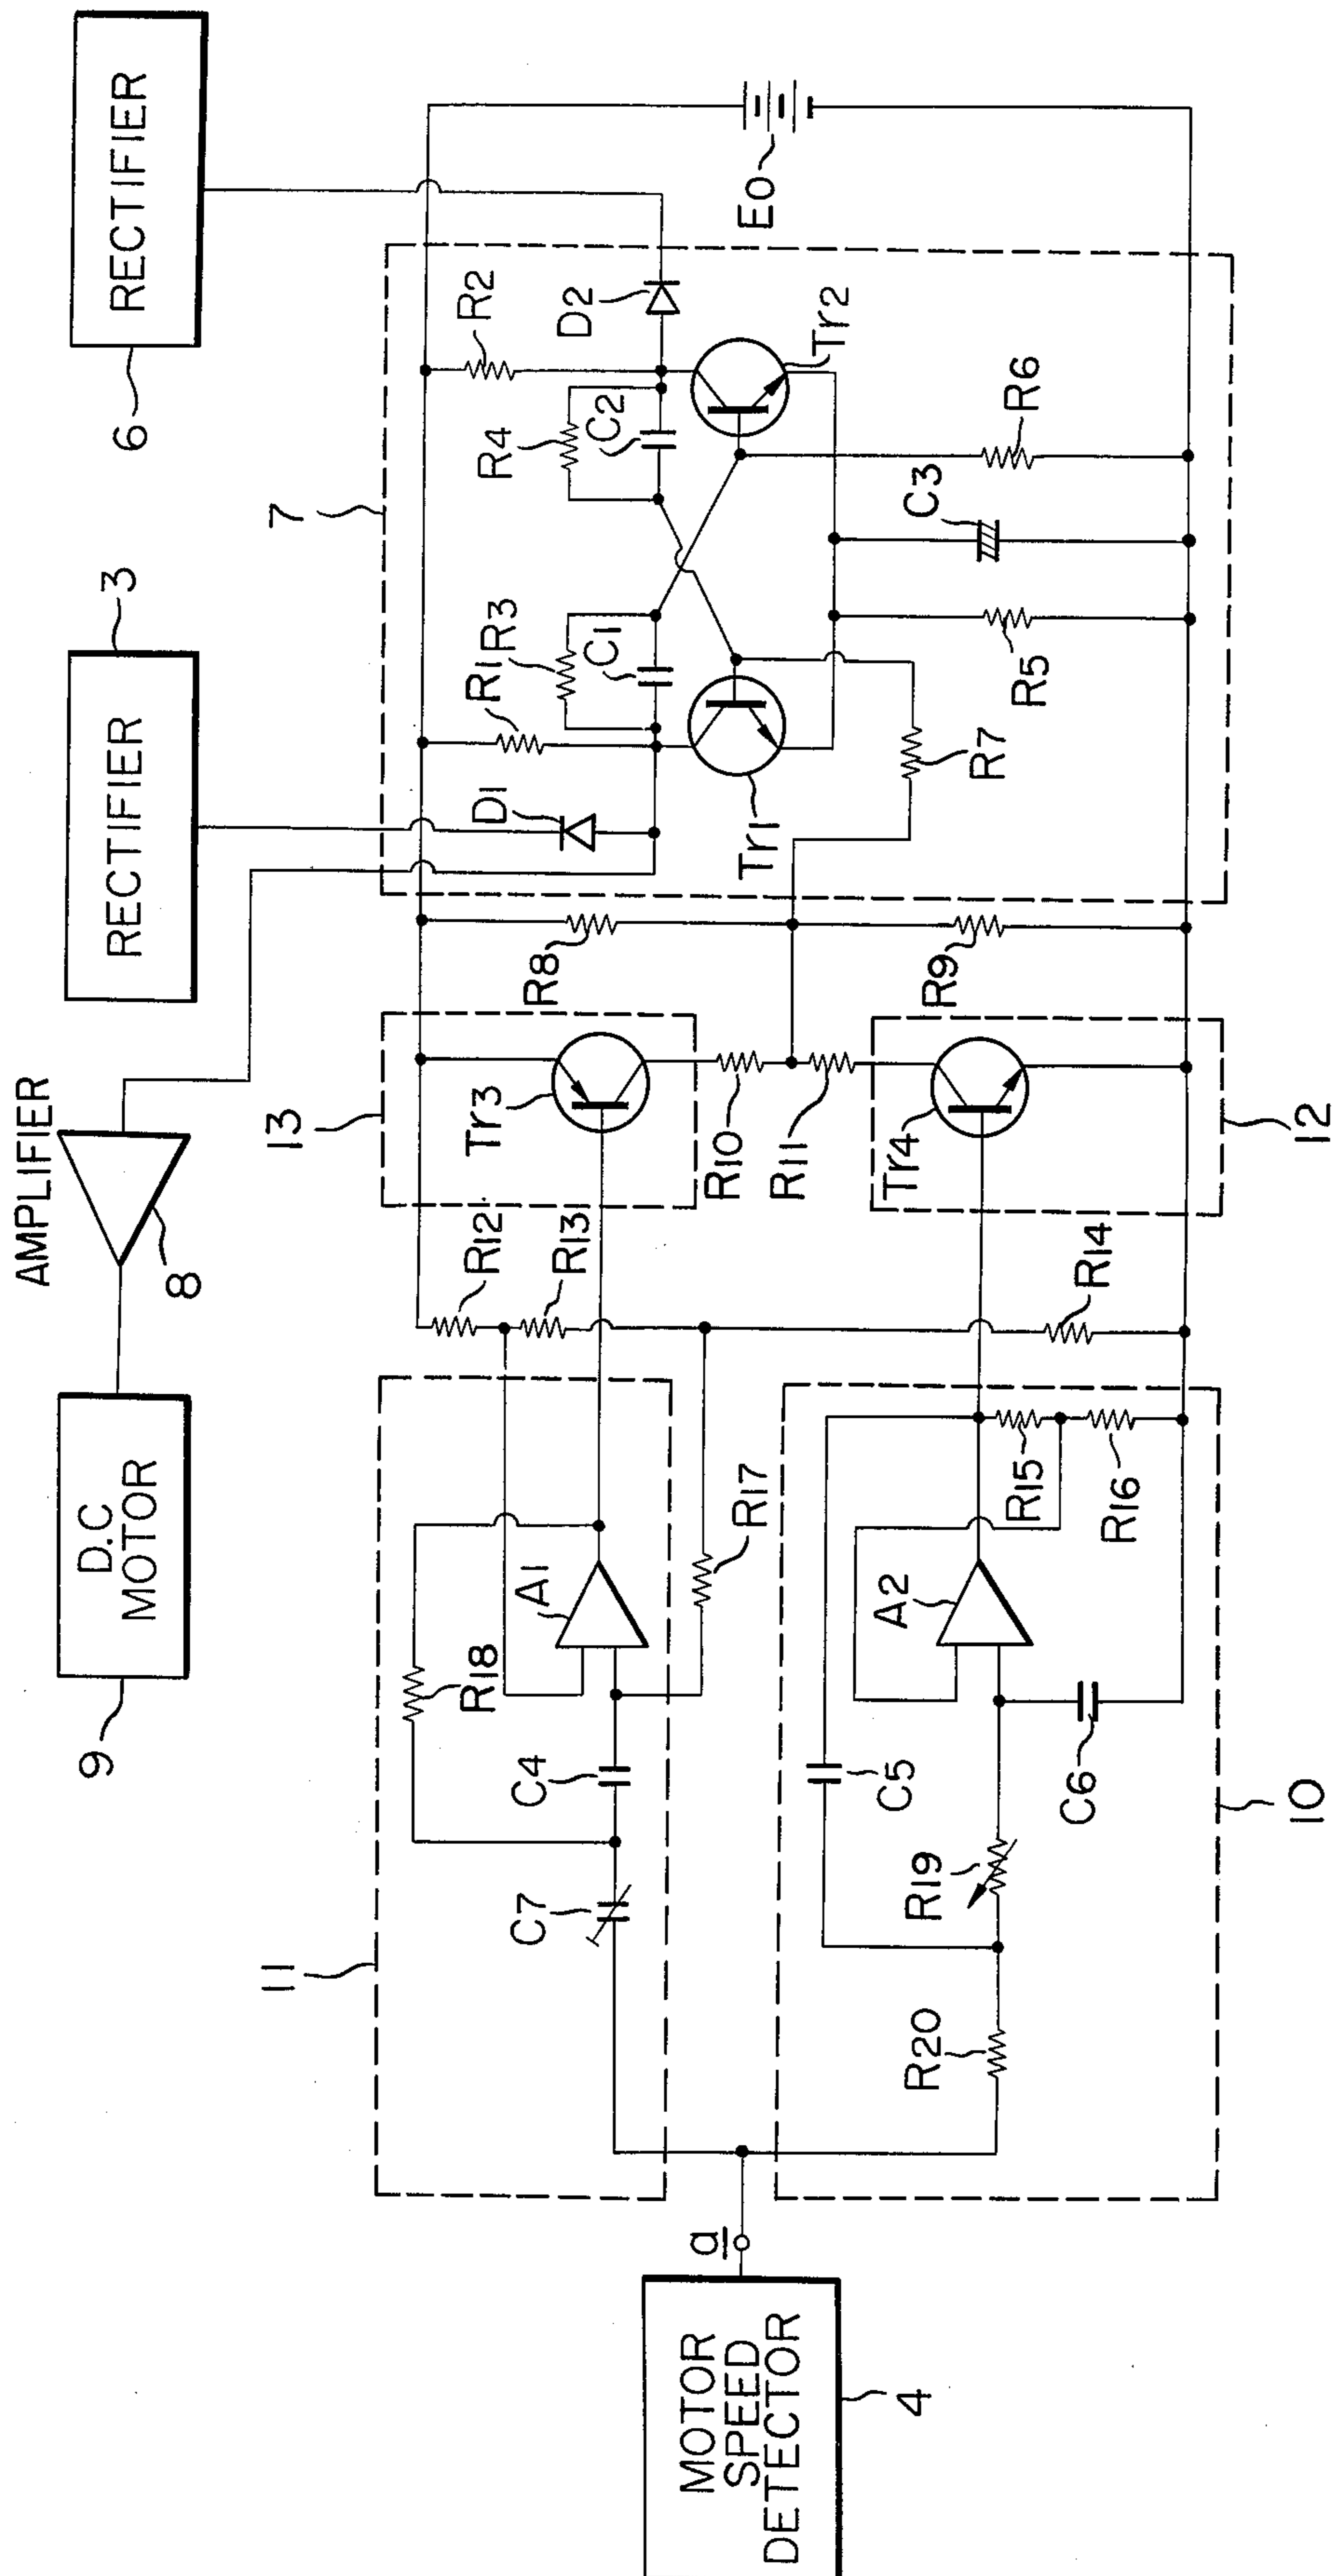 RECTIFIER
6
RECTIFIER
3
AMPLIFIER
8
D.C
MOTOR
9
7
E0
R2
D2
Tr2
R4
C2
R6
C3
R1
R3
C1
R5
D1
Tr1
R7
R8
R9
13
Tr3
R10
R11
Tr4
12
R12
R13
R14
11
R18
A1
R17
C4
C7
R15
R16
A2
C5
C6
R19
R20
10
a
MOTOR
SPEED
DETECTOR
4